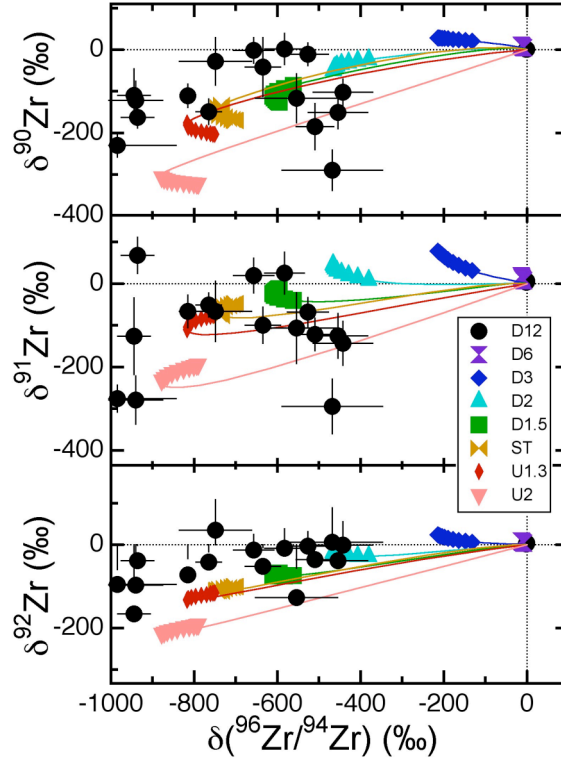 0
-200
-400
δ⁹⁰Zr (‰)
0
-200
-400
δ⁹¹Zr (‰)
D12
D6
D3
D2
D1.5
ST
U1.3
U2
0
-200
δ⁹²Zr (‰)
-1000 -800 -600 -400 -200 0
δ(⁹⁶Zr/⁹⁴Zr) (‰)